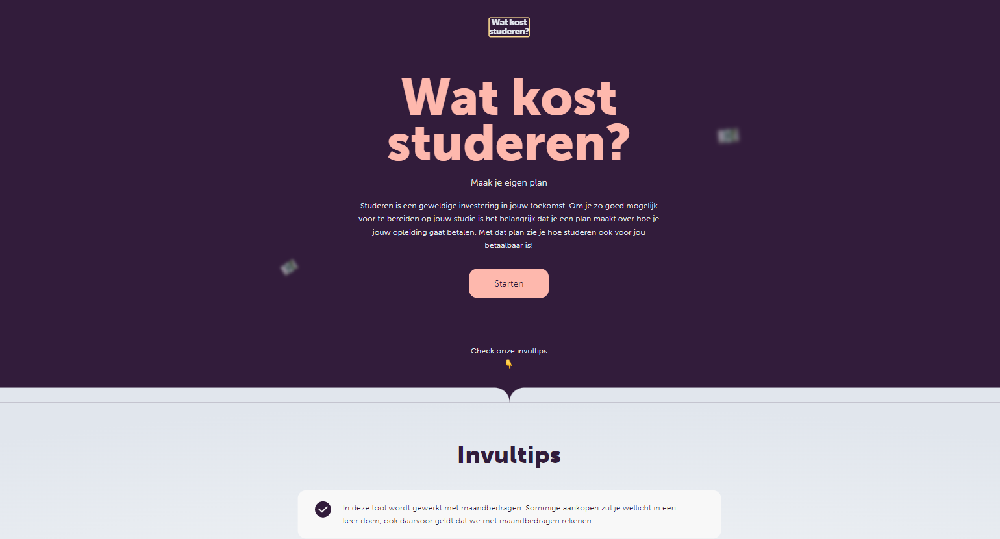 Wat kost
studeren?
Wat kost
studeren?
Maak je eigen plan
Studeren is een geweldige investering in jouw toekomst. Om je zo goed mogelijk
voor te bereiden op jouw studie is het belangrijk dat je een plan maakt over hoe je
jouw opleiding gaat betalen. Met dat plan zie je hoe studeren ook voor jou
betaalbaar is!
Starten
Check onze invultips
👇
Invultips
In deze tool wordt gewerkt met maandbedragen. Sommige aankopen zul je wellicht in een
keer doen, ook daarvoor geldt dat we met maandbedragen rekenen.